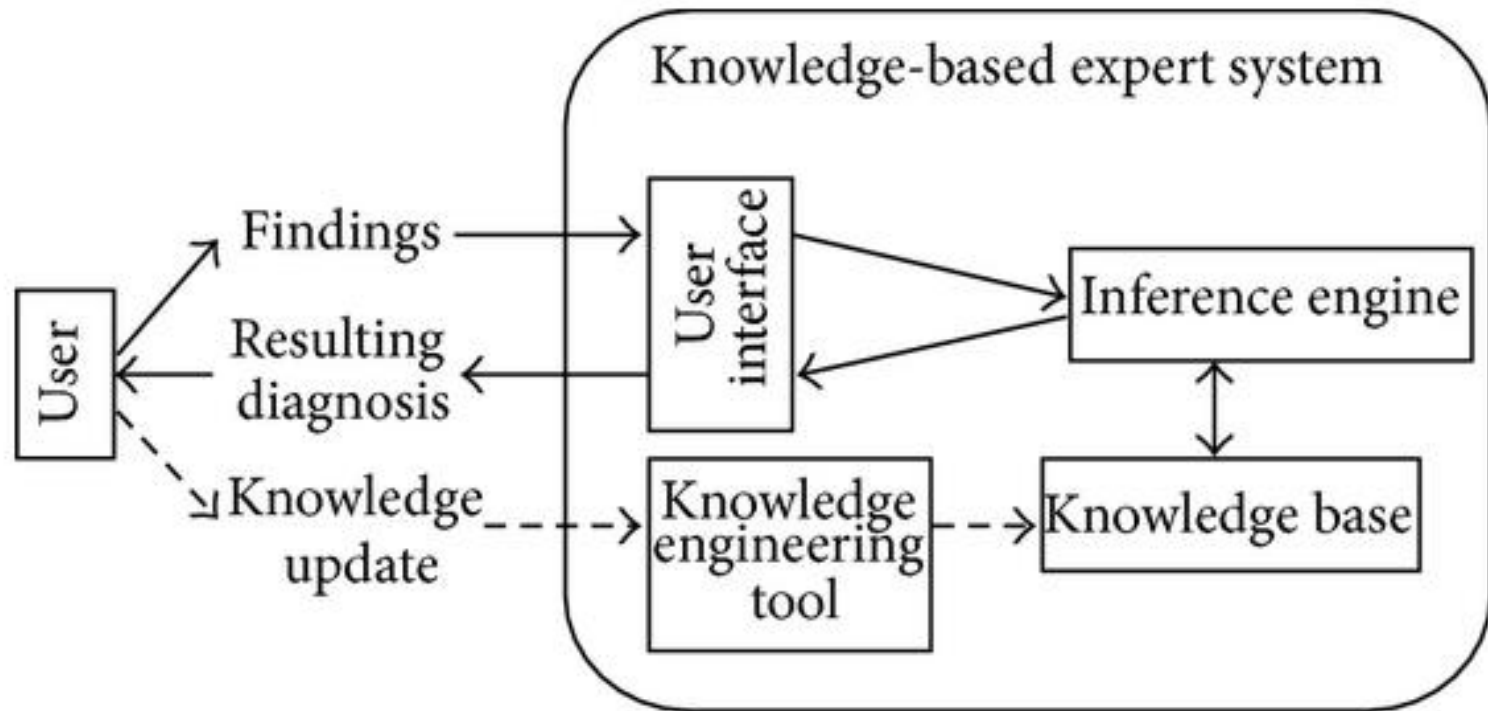 Knowledge-based expert system
User
Findings
Resulting
diagnosis
Knowledge
update
User
interface
Knowledge
engineering
tool
Inference engine
Knowledge base